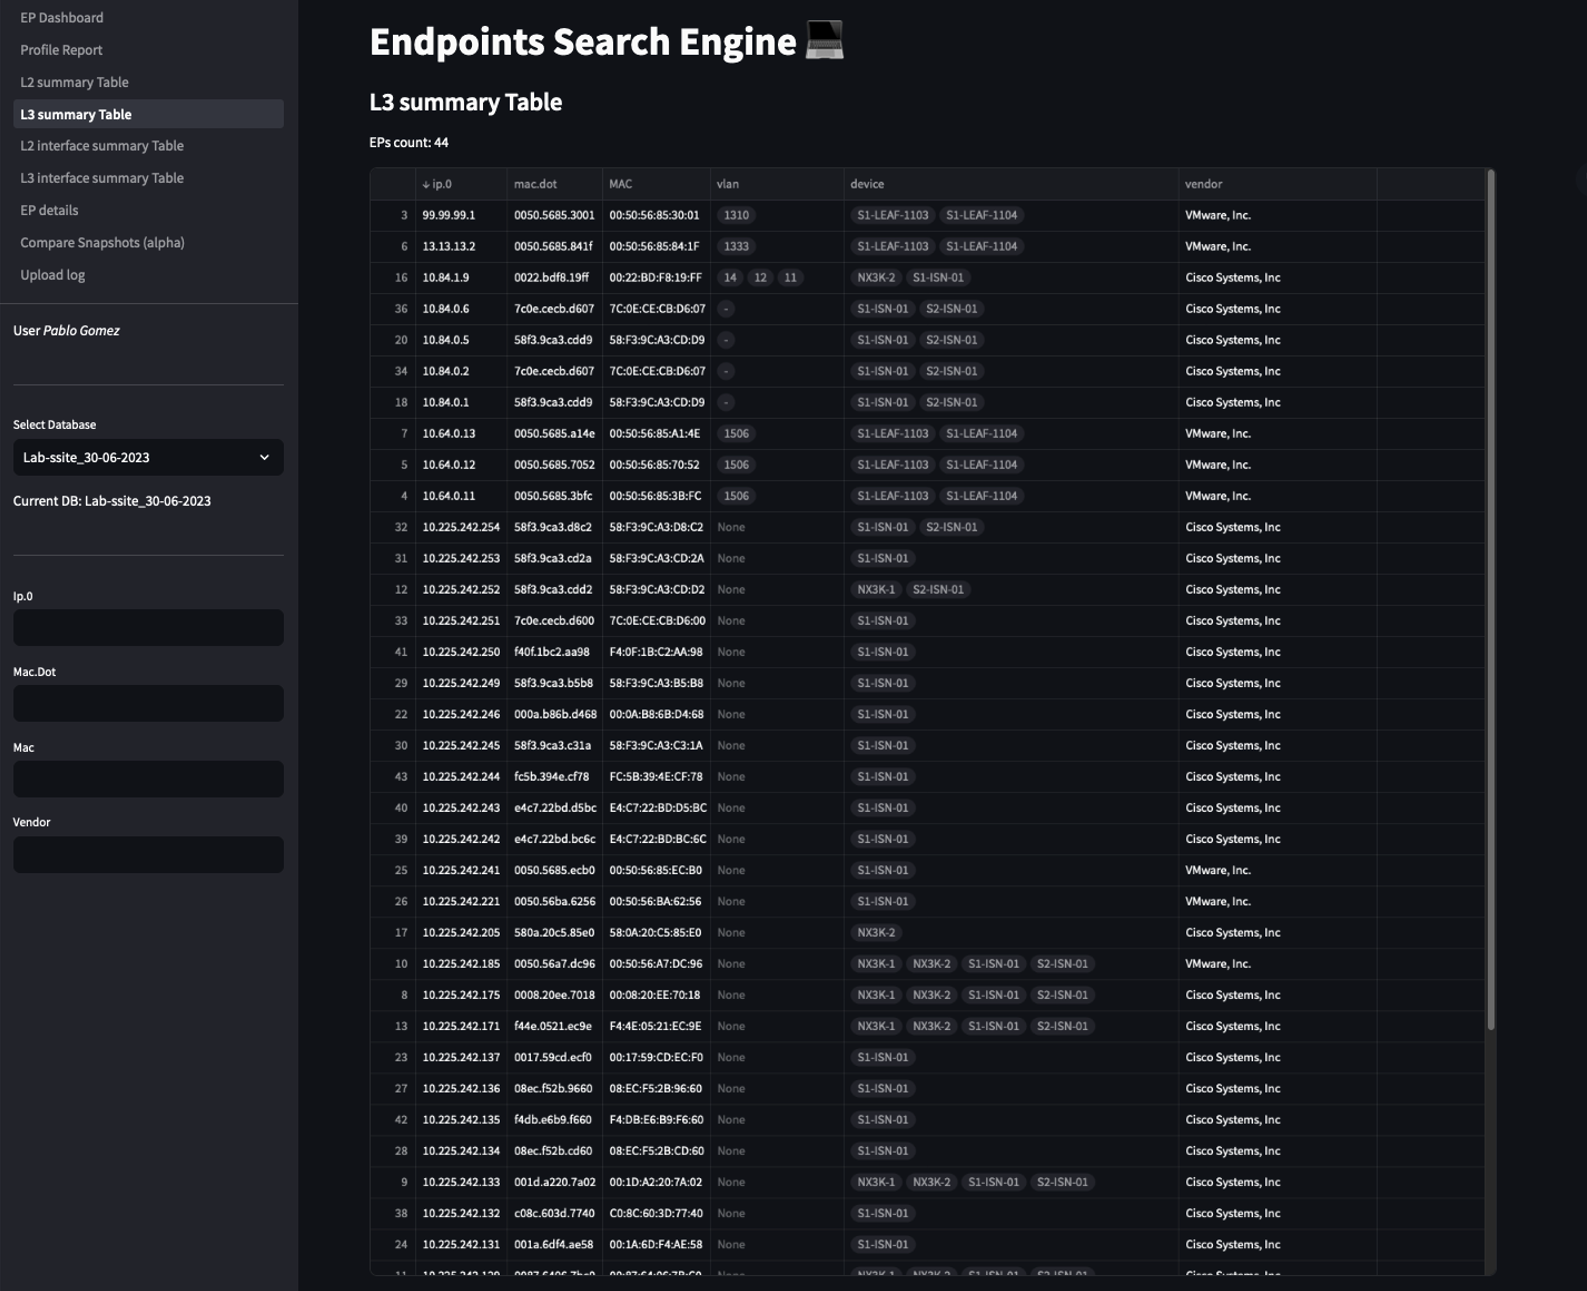 EP Dashboard
Profile Report
L2 summary Table
L3 summary Table
L2 interface summary Table
L3 interface summary Table
EP details
Compare Snapshots (alpha)
Upload log
User Pablo Gomez
Select Database
Lab-ssite_30-06-2023
Current DB: Lab-ssite_30-06-2023
Ip.0
Mac.Dot
Mac
Vendor
Endpoints Search Engine
L3 summary Table
EPs count: 44
↓ ip.0 mac.dot MAC vlan device vendor
3 99.99.99.1 0050.5685.3001 00:50:56:85:30:01 1310 S1-LEAF-1103 S1-LEAF-1104 VMware, Inc.
6 13.13.13.2 0050.5685.841f 00:50:56:85:84:1F 1333 S1-LEAF-1103 S1-LEAF-1104 VMware, Inc.
16 10.84.1.9 0022.bdf8.19ff 00:22:BD:F8:19:FF 14 12 11 NX3K-2 S1-ISN-01 Cisco Systems, Inc
36 10.84.0.6 7c0e.cecb.d607 7C:0E:CE:CB:D6:07 - S1-ISN-01 S2-ISN-01 Cisco Systems, Inc
20 10.84.0.5 58f3.9ca3.cdd9 58:F3:9C:A3:CD:D9 - S1-ISN-01 S2-ISN-01 Cisco Systems, Inc
34 10.84.0.2 7c0e.cecb.d607 7C:0E:CE:CB:D6:07 - S1-ISN-01 S2-ISN-01 Cisco Systems, Inc
18 10.84.0.1 58f3.9ca3.cdd9 58:F3:9C:A3:CD:D9 - S1-ISN-01 S2-ISN-01 Cisco Systems, Inc
7 10.64.0.13 0050.5685.a14e 00:50:56:85:A1:4E 1506 S1-LEAF-1103 S1-LEAF-1104 VMware, Inc.
5 10.64.0.12 0050.5685.7052 00:50:56:85:70:52 1506 S1-LEAF-1103 S1-LEAF-1104 VMware, Inc.
4 10.64.0.11 0050.5685.3bfc 00:50:56:85:3B:FC 1506 S1-LEAF-1103 S1-LEAF-1104 VMware, Inc.
32 10.225.242.254 58f3.9ca3.d8c2 58:F3:9C:A3:D8:C2 None S1-ISN-01 S2-ISN-01 Cisco Systems, Inc
31 10.225.242.253 58f3.9ca3.cd2a 58:F3:9C:A3:CD:2A None S1-ISN-01 Cisco Systems, Inc
12 10.225.242.252 58f3.9ca3.cdd2 58:F3:9C:A3:CD:D2 None NX3K-1 S2-ISN-01 Cisco Systems, Inc
33 10.225.242.251 7c0e.cecb.d600 7C:0E:CE:CB:D6:00 None S1-ISN-01 Cisco Systems, Inc
41 10.225.242.250 f40f.1bc2.aa98 F4:0F:1B:C2:AA:98 None S1-ISN-01 Cisco Systems, Inc
29 10.225.242.249 58f3.9ca3.b5b8 58:F3:9C:A3:B5:B8 None S1-ISN-01 Cisco Systems, Inc
22 10.225.242.246 000a.b86b.d468 00:0A:B8:6B:D4:68 None S1-ISN-01 Cisco Systems, Inc
30 10.225.242.245 58f3.9ca3.c31a 58:F3:9C:A3:C3:1A None S1-ISN-01 Cisco Systems, Inc
43 10.225.242.244 fc5b.394e.cf78 FC:5B:39:4E:CF:78 None S1-ISN-01 Cisco Systems, Inc
40 10.225.242.243 e4c7.22bd.d5bc E4:C7:22:BD:D5:BC None S1-ISN-01 Cisco Systems, Inc
39 10.225.242.242 e4c7.22bd.bc6c E4:C7:22:BD:BC:6C None S1-ISN-01 Cisco Systems, Inc
25 10.225.242.241 0050.5685.ecb0 00:50:56:85:EC:B0 None S1-ISN-01 VMware, Inc.
26 10.225.242.221 0050.56ba.6256 00:50:56:BA:62:56 None S1-ISN-01 VMware, Inc.
17 10.225.242.205 580a.20c5.85e0 58:0A:20:C5:85:E0 None NX3K-2 Cisco Systems, Inc
10 10.225.242.185 0050.56a7.dc96 00:50:56:A7:DC:96 None NX3K-1 NX3K-2 S1-ISN-01 S2-ISN-01 VMware, Inc.
8 10.225.242.175 0008.20ee.7018 00:08:20:EE:70:18 None NX3K-1 NX3K-2 S1-ISN-01 S2-ISN-01 Cisco Systems, Inc
13 10.225.242.171 f44e.0521.ec9e F4:4E:05:21:EC:9E None NX3K-1 NX3K-2 S1-ISN-01 S2-ISN-01 Cisco Systems, Inc
23 10.225.242.137 0017.59cd.ecf0 00:17:59:CD:EC:F0 None S1-ISN-01 Cisco Systems, Inc
27 10.225.242.136 08ec.f52b.9660 08:EC:F5:2B:96:60 None S1-ISN-01 Cisco Systems, Inc
42 10.225.242.135 f4db.e6b9.f660 F4:DB:E6:B9:F6:60 None S1-ISN-01 Cisco Systems, Inc
28 10.225.242.134 08ec.f52b.cd60 08:EC:F5:2B:CD:60 None S1-ISN-01 Cisco Systems, Inc
9 10.225.242.133 001d.a220.7a02 00:1D:A2:20:7A:02 None NX3K-1 NX3K-2 S1-ISN-01 S2-ISN-01 Cisco Systems, Inc
38 10.225.242.132 c08c.603d.7740 C0:8C:60:3D:77:40 None S1-ISN-01 Cisco Systems, Inc
24 10.225.242.131 001a.6df4.ae58 00:1A:6D:F4:AE:58 None S1-ISN-01 Cisco Systems, Inc